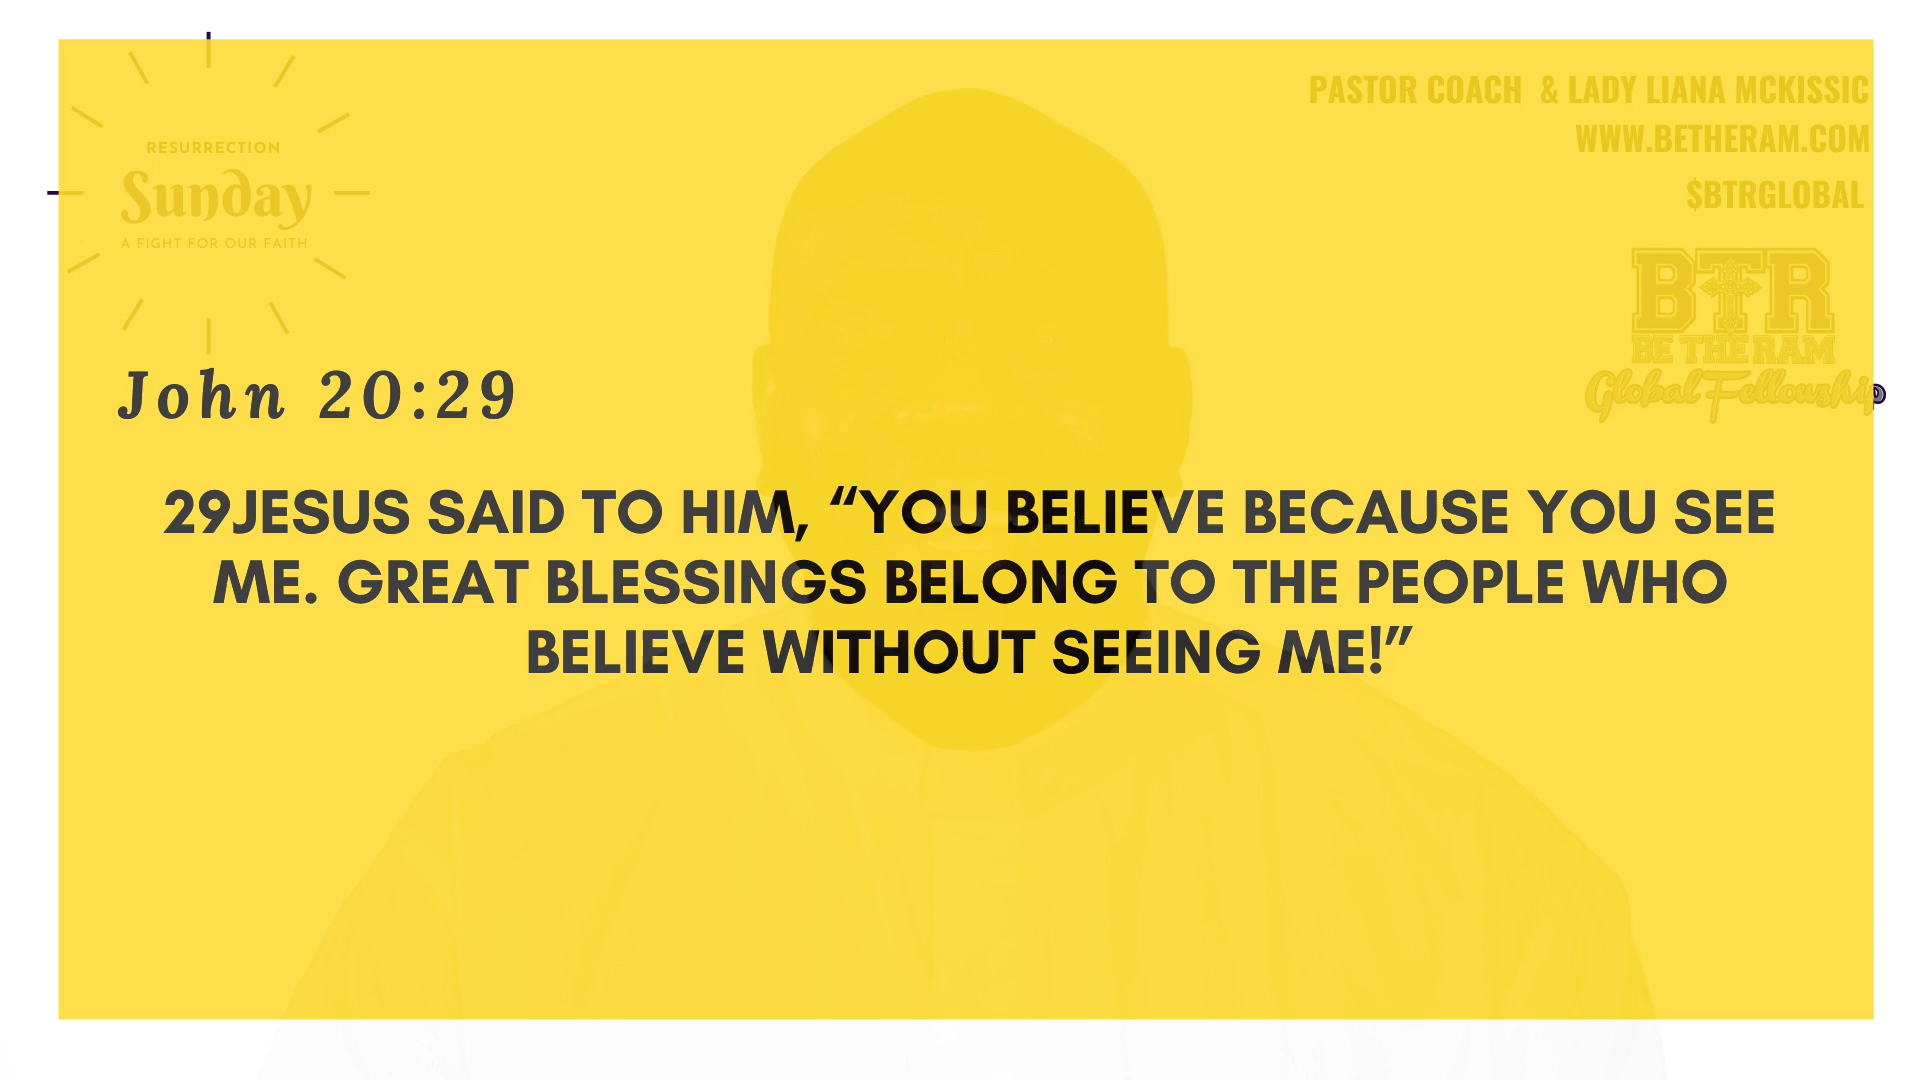 RESURRECTION
Sunday
A FIGHT FOR OUR FAITH
PASTOR COACH & LADY LIANA MCKISSIC
WWW.BETHERAM.COM
$BTRGLOBAL
BTR
BE THE RAM
Global Fellowship
John 20:29
29JESUS SAID TO HIM, “YOU BELIEVE BECAUSE YOU SEE
ME. GREAT BLESSINGS BELONG TO THE PEOPLE WHO
BELIEVE WITHOUT SEEING ME!”